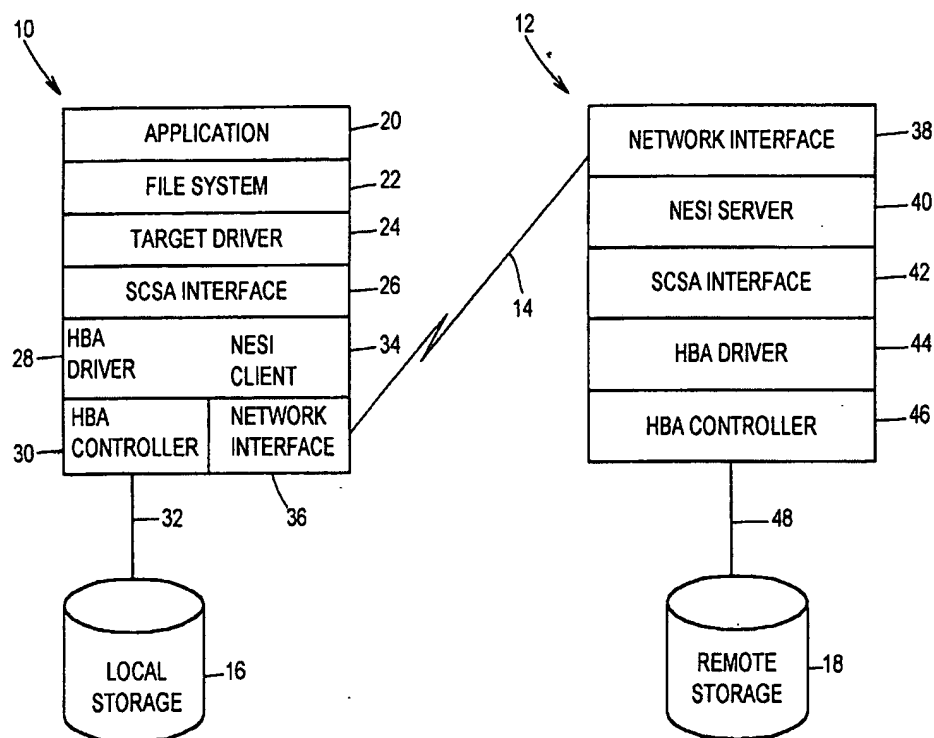 10
12
APPLICATION
20
FILE SYSTEM
22
TARGET DRIVER
24
SCSA INTERFACE
26
28
HBA
DRIVER
NESI
CLIENT
34
30
HBA
CONTROLLER
NETWORK
INTERFACE
36
32
LOCAL
STORAGE
16
14
NETWORK INTERFACE
38
NESI SERVER
40
SCSA INTERFACE
42
HBA DRIVER
44
HBA CONTROLLER
46
48
REMOTE
STORAGE
18